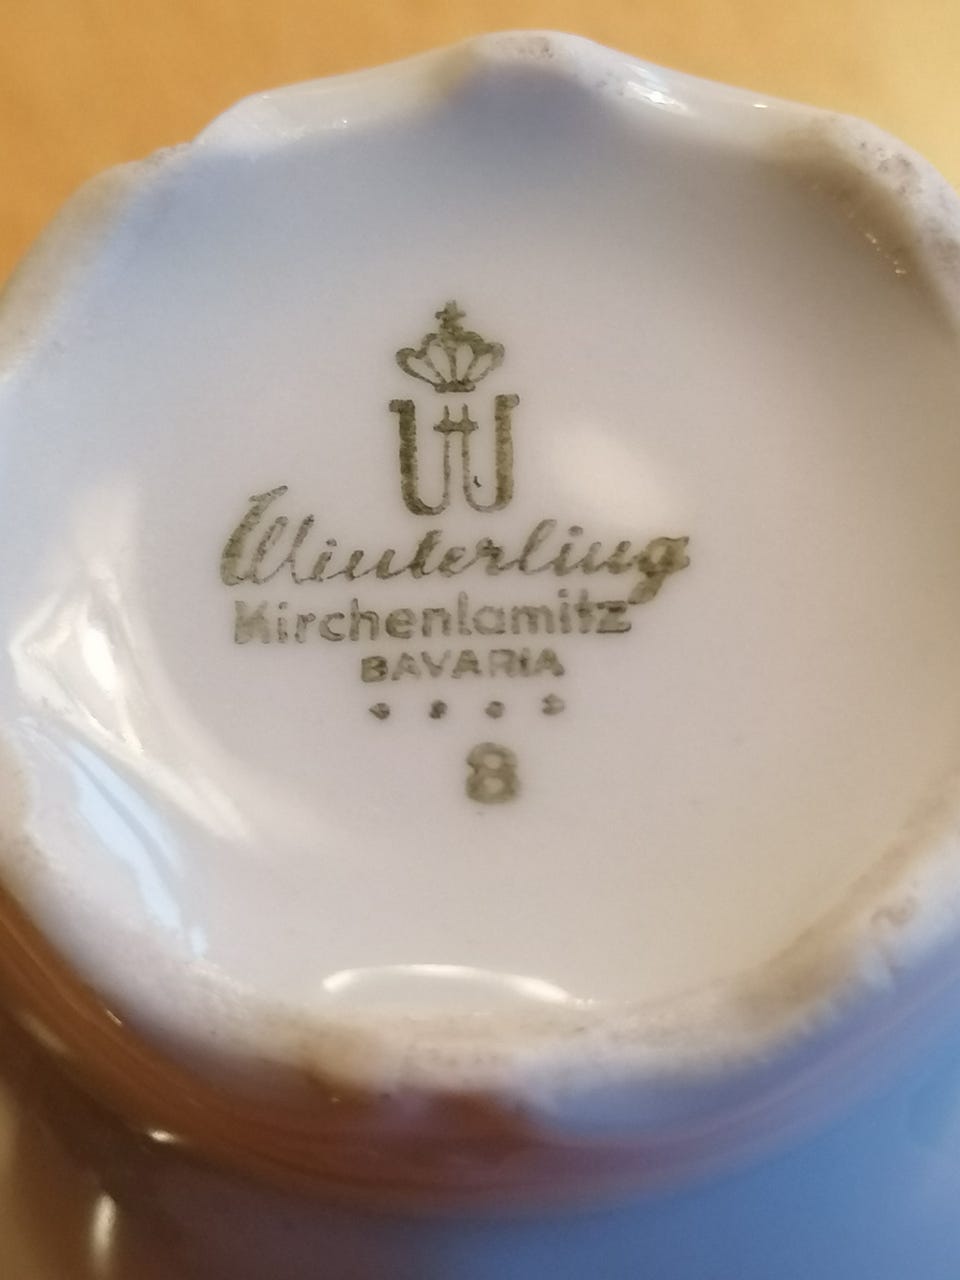 W
Winterling
Kirchenlamitz
BAVARIA
8